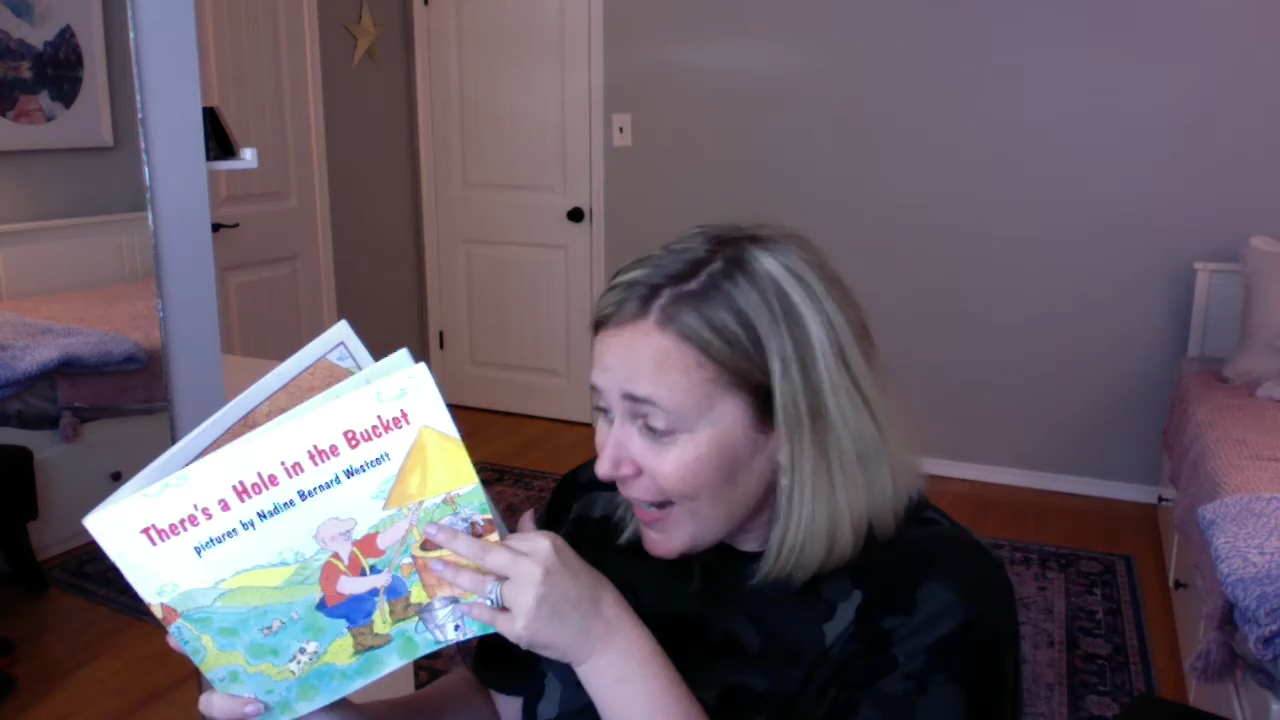 There's a Hole in the Bucket
pictures by Nadine Bernard Westcott